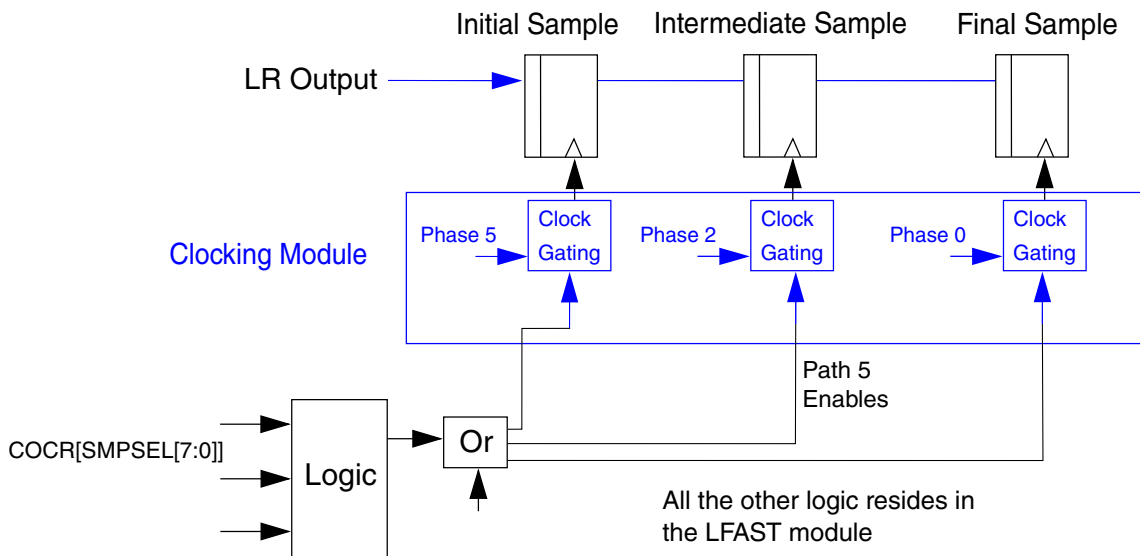 Initial Sample
Intermediate Sample
Final Sample
LR Output
Clock
Gating
Clock
Gating
Clock
Gating
Phase 5
Phase 2
Phase 0
Clocking Module
Path 5
Enables
COCR[SMPSEL[7:0]]
Logic
Or
All the other logic resides in
the LFAST module